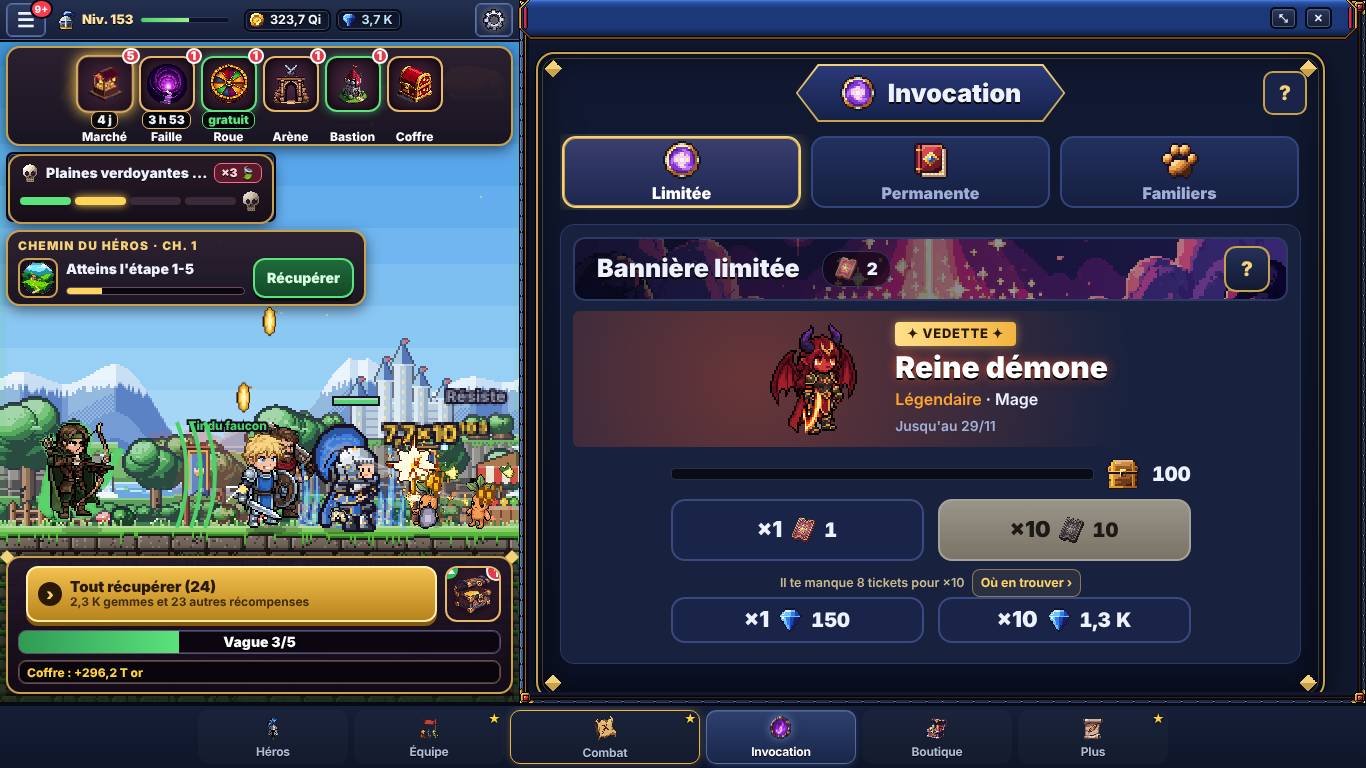 9+
Niv. 153
323,7 Qi
3,7 K
5
1
1
1
1
4 j
3 h 53
gratuit
Marché
Faille
Roue
Arène
Bastion
Coffre
Plaines verdoyantes ...
×3
CHEMIN DU HÉROS · CH. 1
Atteins l'étape 1-5
Récupérer
Résiste
Tir du faucon
7,7×10¹⁰³
Tout récupérer (24)
2,3 K gemmes et 23 autres récompenses
Vague 3/5
Coffre : +296,2 T or
Invocation
?
Limitée
Permanente
Familiers
Bannière limitée
2
?
✦ VEDETTE ✦
Reine démone
Légendaire · Mage
Jusqu'au 29/11
100
×1 1
×10 10
Il te manque 8 tickets pour ×10
Où en trouver ›
×1 150
×10 1,3 K
Héros
Équipe
Combat
Invocation
Boutique
Plus